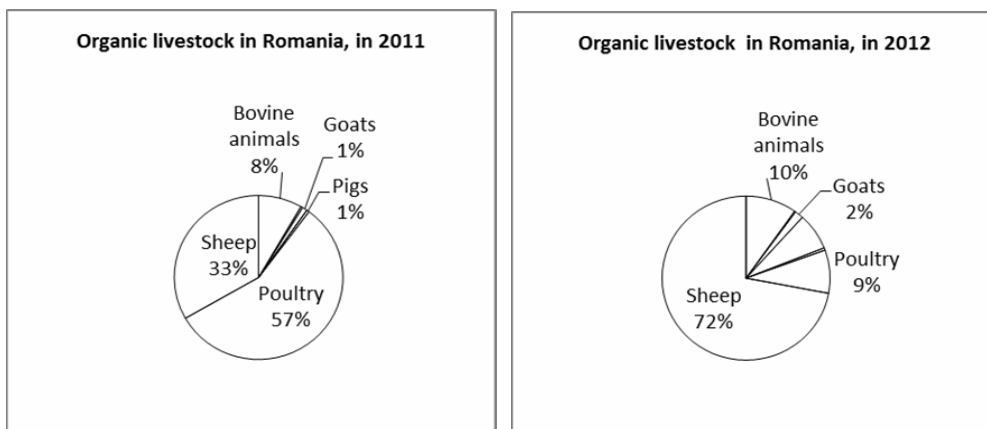 Organic livestock in Romania, in 2011
Bovine
animals
8%
Goats
1%
Pigs
1%
Sheep
33%
Poultry
57%
Organic livestock in Romania, in 2012
Bovine
animals
10%
Goats
2%
Poultry
9%
Sheep
72%